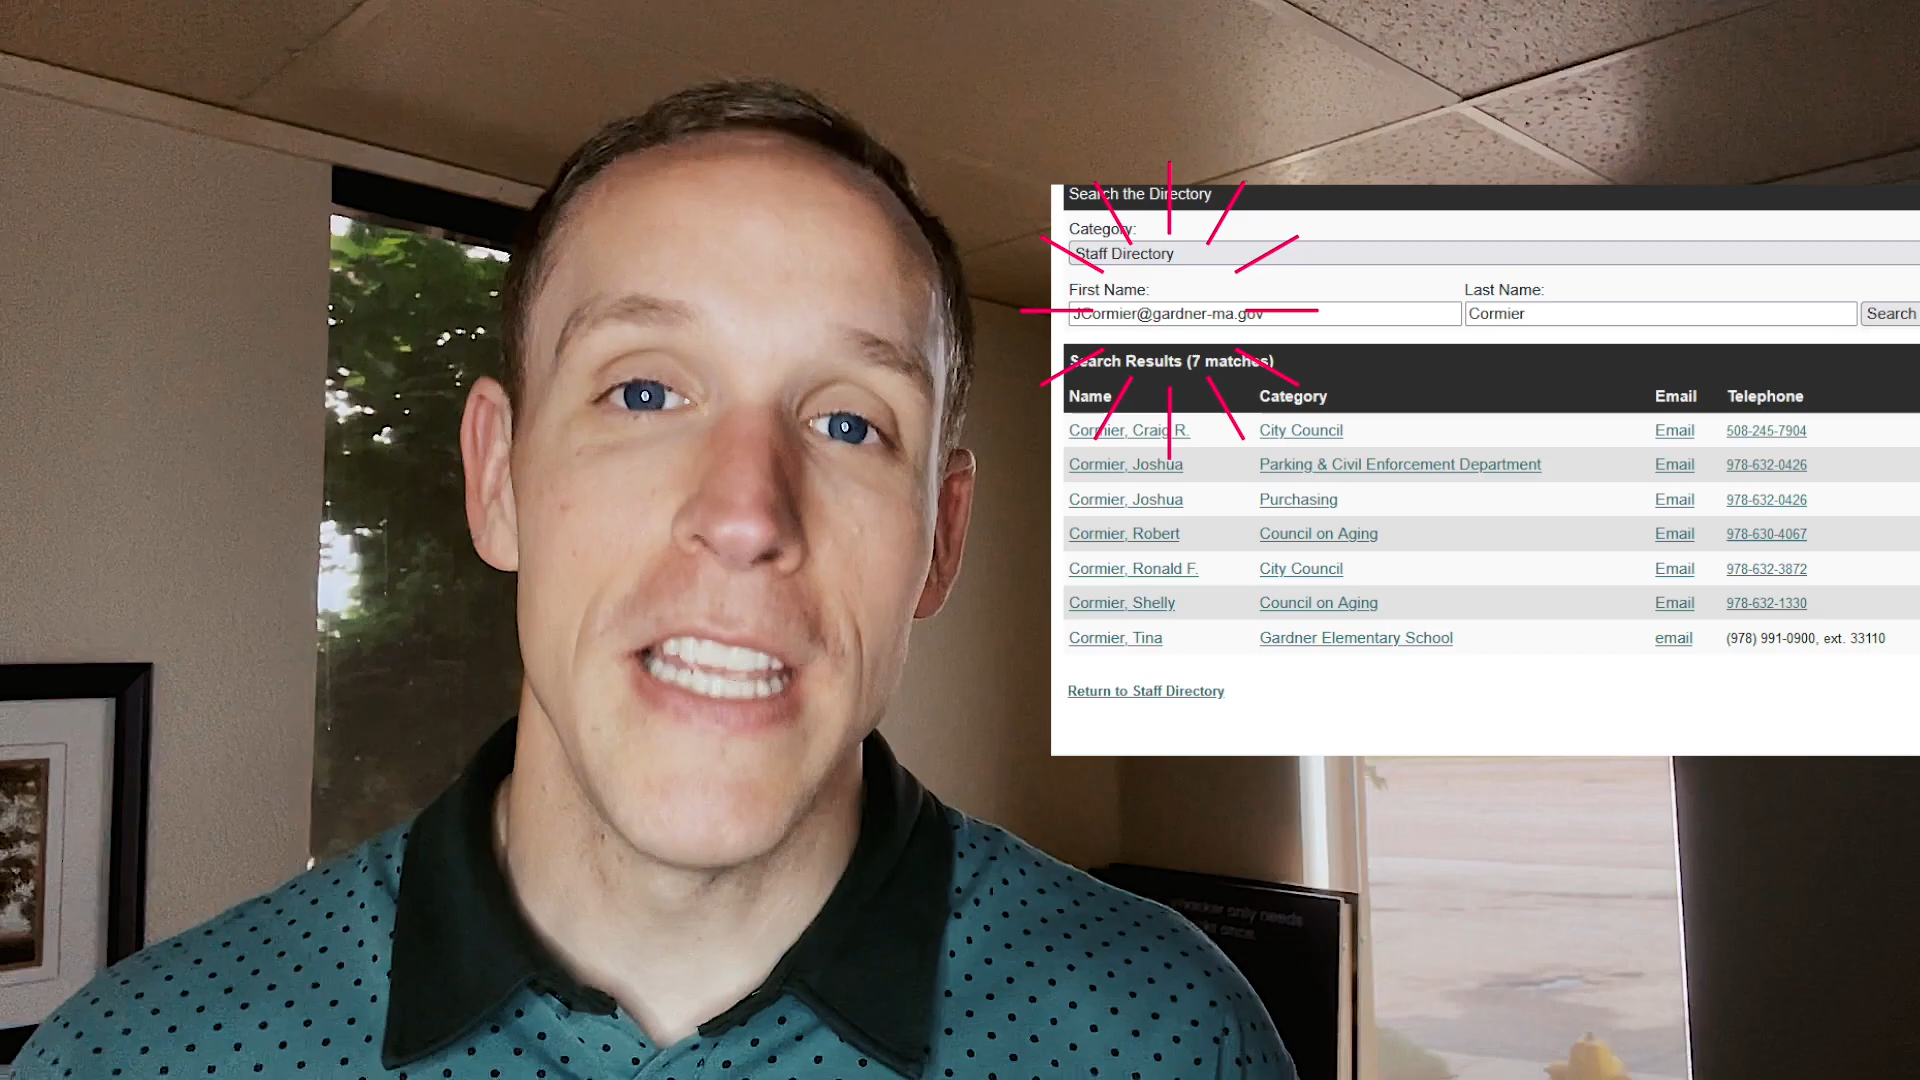 Search the Directory
Category:
Staff Directory
First Name: Last Name:
JCormier@gardner-ma.gov Cormier Search
Search Results (7 matches)
Name Category Email Telephone
Cormier, Craig R. City Council Email 508-245-7904
Cormier, Joshua Parking & Civil Enforcement Department Email 978-632-0426
Cormier, Joshua Purchasing Email 978-632-0426
Cormier, Robert Council on Aging Email 978-630-4067
Cormier, Ronald F. City Council Email 978-632-3872
Cormier, Shelly Council on Aging Email 978-632-1330
Cormier, Tina Gardner Elementary School email (978) 991-0900, ext. 33110
Return to Staff Directory
only needs
once.